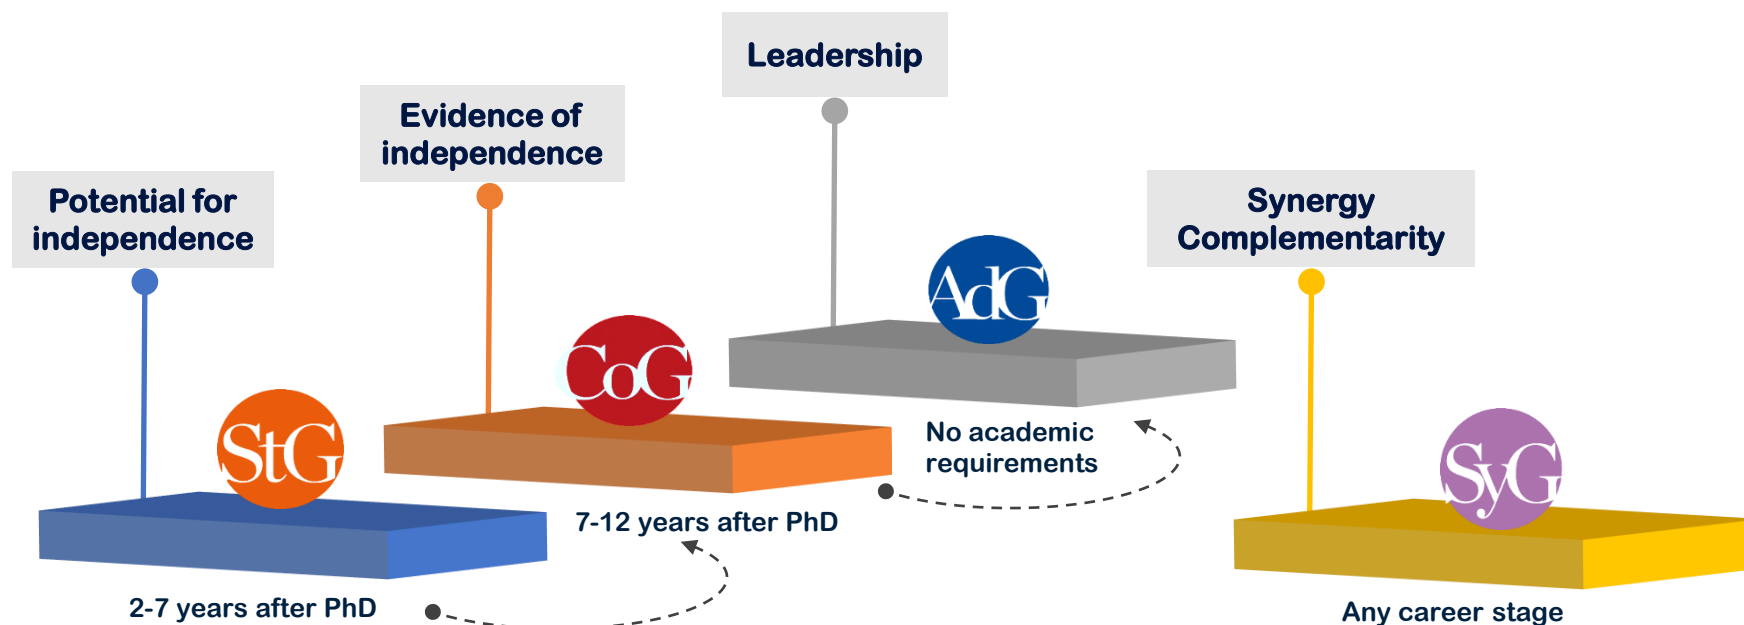 Potential for
independence
StG
2-7 years after PhD
Evidence of
independence
CoG
7-12 years after PhD
Leadership
AdG
No academic
requirements
Synergy
Complementarity
SyG
Any career stage